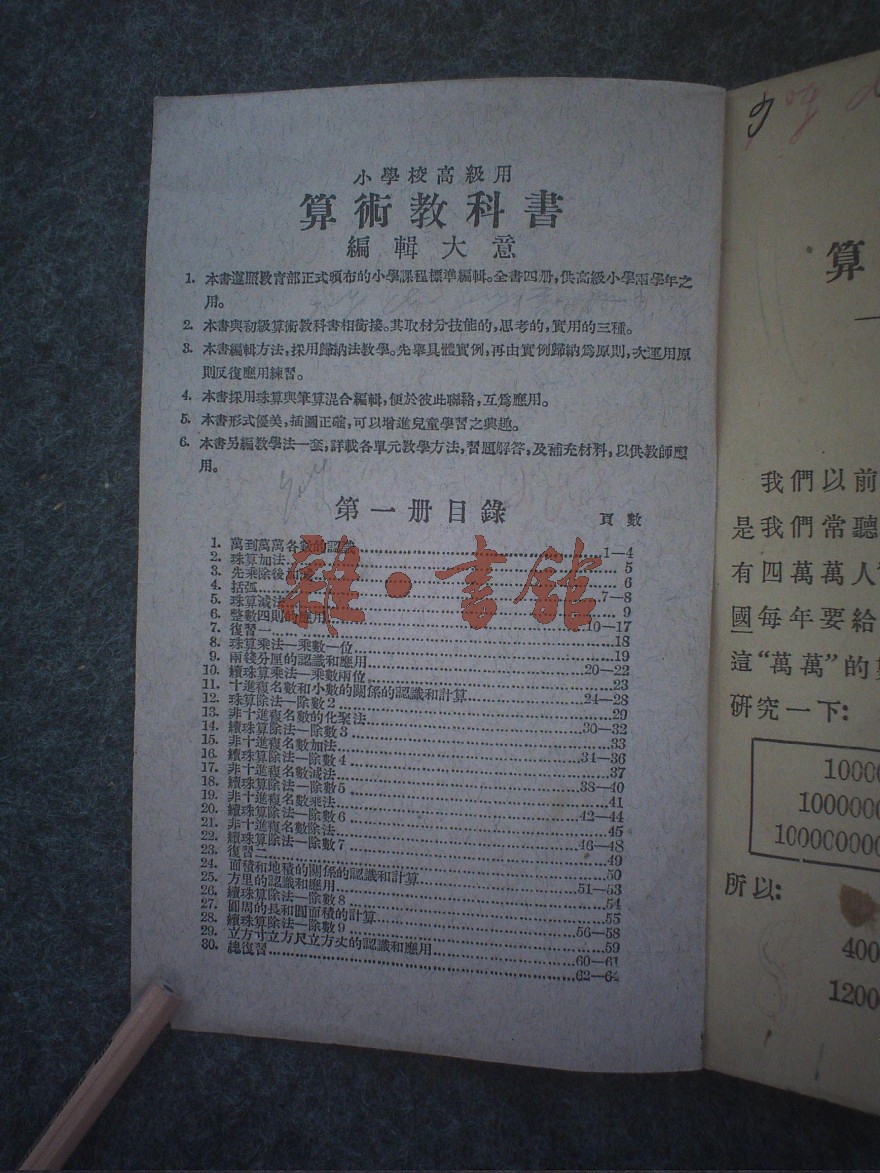 小學校高級用
算術教科書
編輯大意
1. 本書遵照教育部正式頒布的小學課程標準編輯。全書四册,供高級小學兩學年之
用。
2. 本書與初級算術教科書相銜接。其取材分技能的,思考的,實用的三種。
3. 本書編輯方法,採用歸納法教學。先舉具體實例,再由實例歸納爲原則,次運用原
則反復應用練習。
4. 本書採用珠算與筆算混合編輯,便於彼此聯絡,互爲應用。
5. 本書形式優美,插圖正確,可以增進兒童學習之興趣。
6. 本書另編教學法一套,詳載各單元教學方法,習題解答,及補充材料,以供教師應
用。
第一册目錄
頁數
1. 萬到萬萬各數的認識 1—4
2. 珠算加法 5
3. 先乘除後加減 6
4. 括弧 7—8
5. 珠算減法 9
6. 整數四則的應用 10—17
7. 復習一 18
8. 珠算乘法—乘數一位 19
9. 兩錢分厘的認識和應用 20—22
10. 續珠算乘法—乘數兩位 23
11. 十進複名數和小數的關係的認識和計算 24—28
12. 珠算除法—除數2 29
13. 非十進複名數的化聚法 30—32
14. 續珠算除法—除數3 33
15. 非十進複名數加法 34—36
16. 續珠算除法—除數4 37
17. 非十進複名數減法 38—40
18. 續珠算除法—除數5 41
19. 非十進複名數乘法 42—44
20. 續珠算除法—除數6 45
21. 非十進複名數除法 46—48
22. 續珠算除法—除數7 49
23. 復習二 50
24. 面積和地積的關係的認識和計算 51—53
25. 方里的認識和應用 54
26. 續珠算除法—除數8 55
27. 圓周的長和圓面積的計算 56—58
28. 續珠算除法—除數9 59
29. 立方寸立方尺立方丈的認識和應用 60—61
30. 總復習 62—64
雜·書館
算
我們以前
是我們常聽
有四萬萬人
國每年要給
這“萬萬”的
研究一下:
10000
1000000
100000000
所以:
400
1200